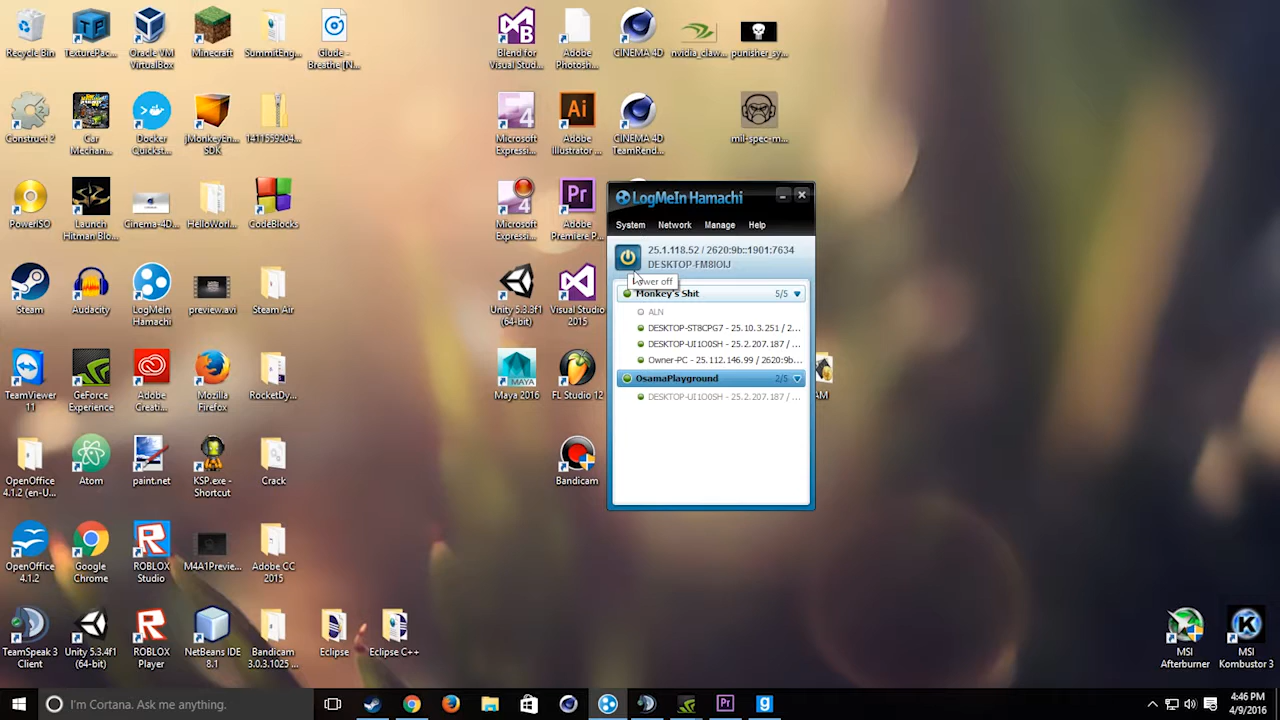 Recycle Bin
TexturePac...
Oracle VM
VirtualBox
Minecraft
SummitEng...
Glude -
Breathe [N...
Blend for
Visual Stud...
Adobe
Photosh...
CINEMA 4D
nvidia_claw...
punisher_sy...
Construct 2
Car
Mechan...
Docker
Quickst...
jMonkeyEn...
SDK
1411559204...
Microsoft
Expressi...
Adobe
Illustrator ...
CINEMA 4D
TeamRend...
mil-spec-m...
PowerISO
Launch
Hitman Blo...
Cinema-4D...
HelloWorl...
CodeBlocks
Microsoft
Expressi...
Adobe
Premiere P...
LogMeIn Hamachi
System Network Manage Help
25.1.118.52 / 2620:9b::1901:7634
DESKTOP-FM8IOIJ
Power off
Monkey's Shit 5/5
ALN
DESKTOP-ST8CPG7 - 25.10.3.251 / 2...
DESKTOP-UI1O0SH - 25.2.207.187 / ...
Owner-PC - 25.112.146.99 / 2620:9b...
OsamaPlayground 2/5
DESKTOP-UI1O0SH - 25.2.207.187 / ...
Steam
Audacity
LogMeIn
Hamachi
preview.avi
Steam Air
Unity 5.3.3f1
(64-bit)
Visual Studio
2015
TeamViewer
11
GeForce
Experience
Adobe
Creati...
Mozilla
Firefox
RocketDy...
Maya 2016
FL Studio 12
AM
OpenOffice
4.1.2 (en-U...
Atom
paint.net
KSP.exe -
Shortcut
Crack
Bandicam
OpenOffice
4.1.2
Google
Chrome
ROBLOX
Studio
M4A1Previe...
Adobe CC
2015
TeamSpeak 3
Client
Unity 5.3.4f1
(64-bit)
ROBLOX
Player
NetBeans IDE
8.1
Bandicam
3.0.3.1025 ...
Eclipse
Eclipse C++
MSI
Afterburner
MSI
Kombustor 3
I'm Cortana. Ask me anything.
4:46 PM
4/9/2016